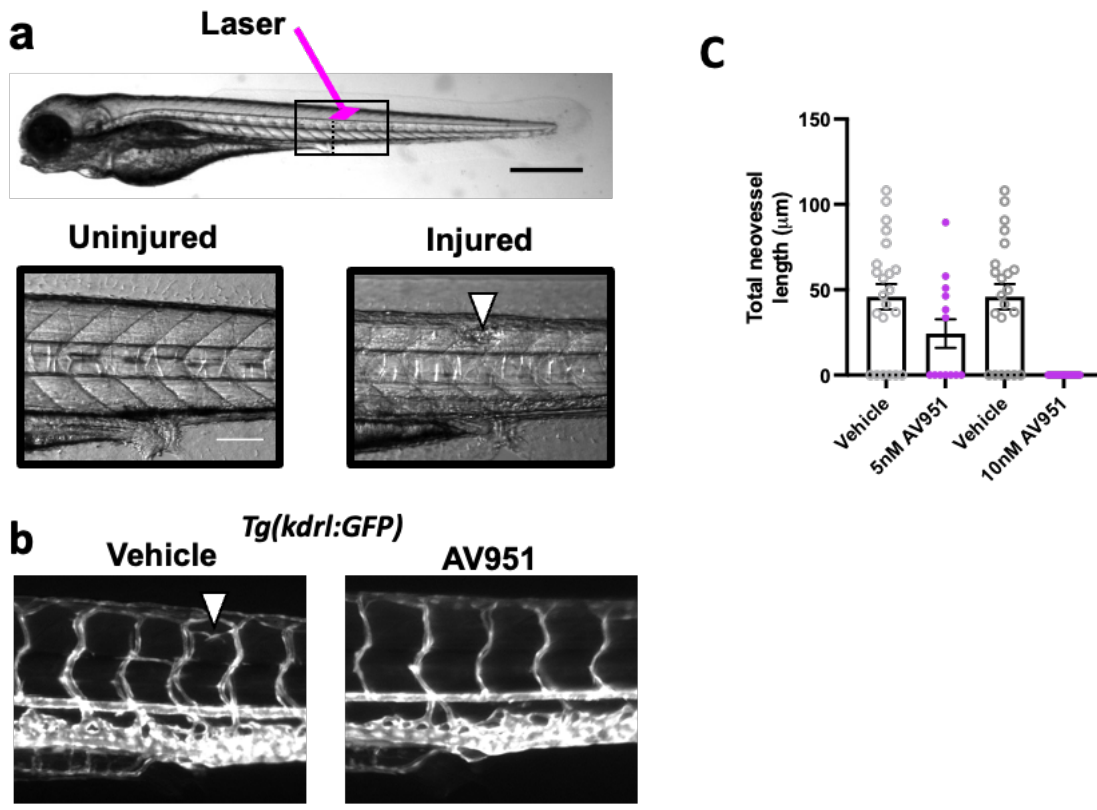 a
Laser
Uninjured
Injured
b
Tg(kdrl:GFP)
Vehicle
AV951
C
Total neovessel
length (μm)
150
100
50
0
Vehicle
5nM AV951
Vehicle
10nM AV951